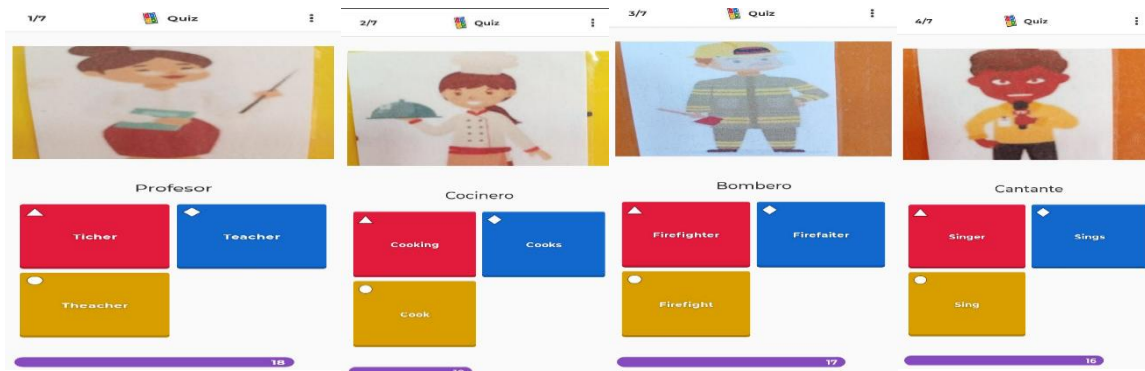 1/7 Quiz
Profesor
Ticher
Teacher
Theacher
18
2/7 Quiz
Cocinero
Cooking
Cooks
Cook
3/7 Quiz
Bombero
Firefighter
Firefaiter
Firefight
17
4/7 Quiz
Cantante
Singer
Sings
Sing
16